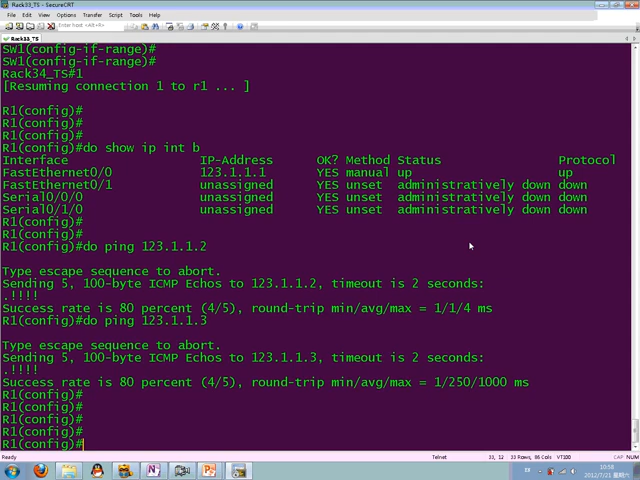 Rack33_TS - SecureCRT
File Edit View Options Transfer Script Tools Help
Enter host <Alt+R>
Rack33_TS
SW1(config-if-range)#
SW1(config-if-range)#
Rack34_TS#1
[Resuming connection 1 to r1 ... ]
R1(config)#
R1(config)#
R1(config)#
R1(config)#do show ip int b
Interface IP-Address OK? Method Status Protocol
FastEthernet0/0 123.1.1.1 YES manual up up
FastEthernet0/1 unassigned YES unset administratively down down
Serial0/0/0 unassigned YES unset administratively down down
Serial0/1/0 unassigned YES unset administratively down down
R1(config)#
R1(config)#
R1(config)#do ping 123.1.1.2
Type escape sequence to abort.
Sending 5, 100-byte ICMP Echos to 123.1.1.2, timeout is 2 seconds:
.!!!!
Success rate is 80 percent (4/5), round-trip min/avg/max = 1/1/4 ms
R1(config)#do ping 123.1.1.3
Type escape sequence to abort.
Sending 5, 100-byte ICMP Echos to 123.1.1.3, timeout is 2 seconds:
.!!!!
Success rate is 80 percent (4/5), round-trip min/avg/max = 1/250/1000 ms
R1(config)#
R1(config)#
R1(config)#
R1(config)#
R1(config)#
Ready Telnet 33, 12 33 Rows, 86 Cols VT100 CAP NUM
10:58
2012/7/21 星期六